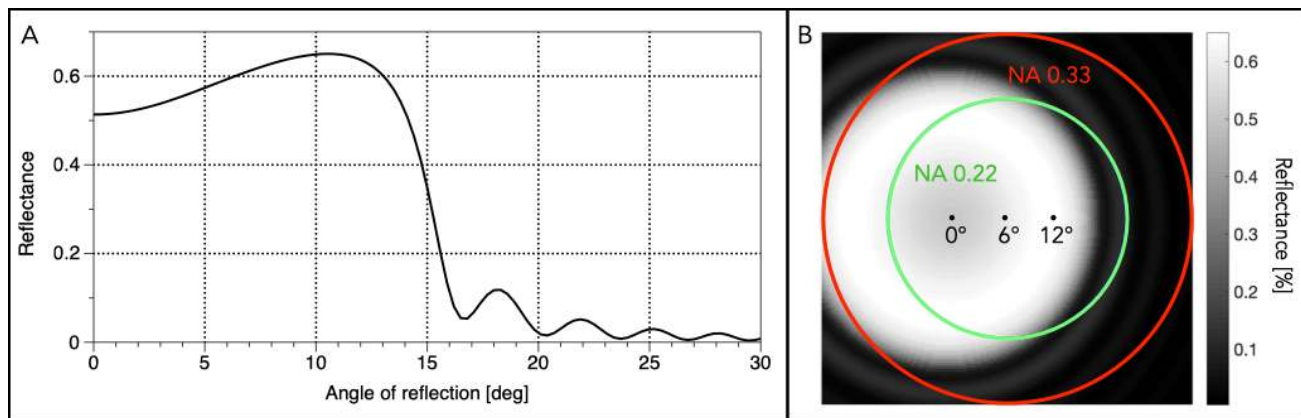 A
Reflectance
0.6
0.4
0.2
0
0 5 10 15 20 25 30
Angle of reflection [deg]
B
NA 0.33
NA 0.22
0° 6° 12°
0.6
0.5
0.4
0.3
0.2
0.1
Reflectance [%]